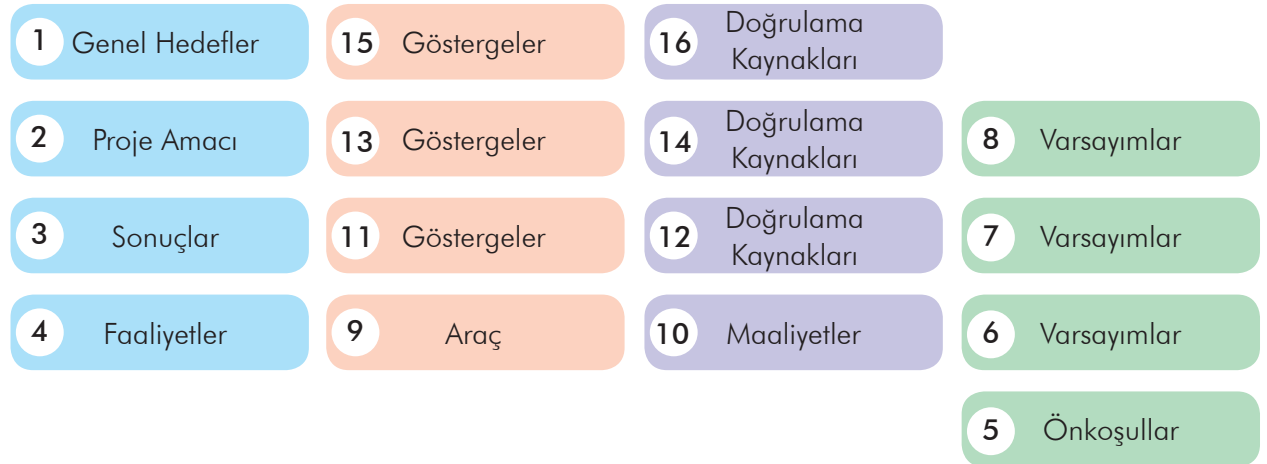 1 Genel Hedefler
15 Göstergeler
16 Doğrulama
Kaynakları
2 Proje Amacı
13 Göstergeler
14 Doğrulama
Kaynakları
8 Varsayımlar
3 Sonuçlar
11 Göstergeler
12 Doğrulama
Kaynakları
7 Varsayımlar
4 Faaliyetler
9 Araç
10 Maaliyetler
6 Varsayımlar
5 Önkoşullar